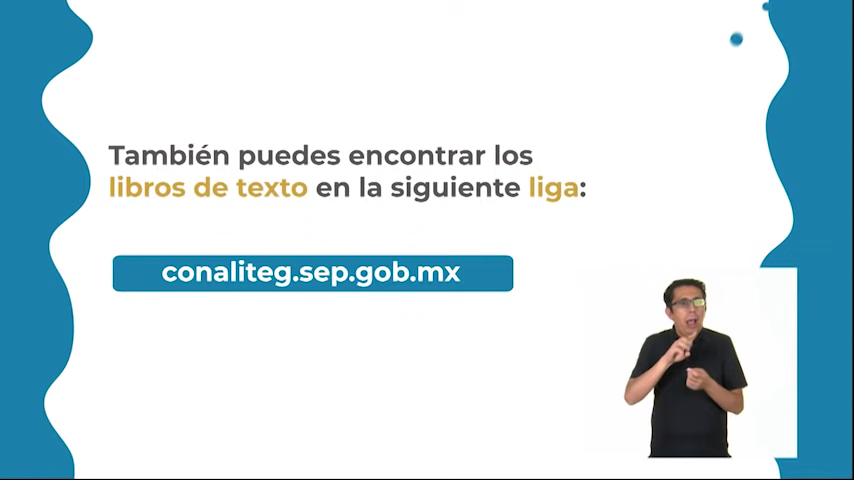 También puedes encontrar los
libros de texto en la siguiente liga:
conaliteg.sep.gob.mx